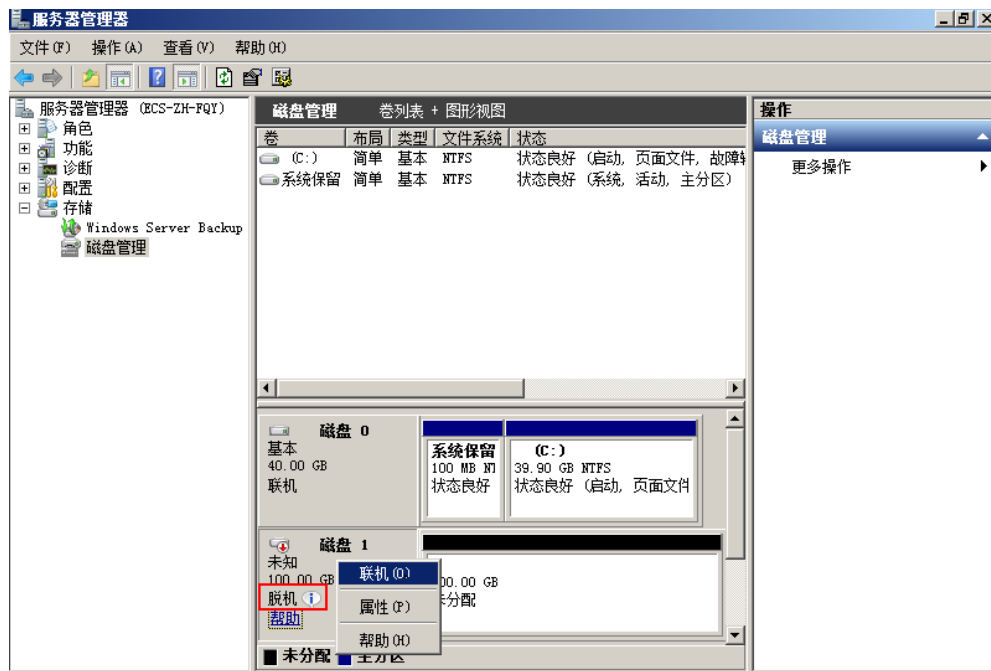 服务器管理器
文件(F) 操作(A) 查看(V) 帮助(H)
服务器管理器 (ECS-ZH-FQY)
角色
功能
诊断
配置
存储
Windows Server Backup
磁盘管理
磁盘管理 卷列表 + 图形视图
卷 布局 类型 文件系统 状态
(C:) 简单 基本 NTFS 状态良好 (启动, 页面文件, 故障转
系统保留 简单 基本 NTFS 状态良好 (系统, 活动, 主分区)
磁盘 0
基本
40.00 GB
联机
系统保留
100 MB NT
状态良好
(C:)
39.90 GB NTFS
状态良好 (启动, 页面文件
磁盘 1
未知
100.00 GB
脱机
帮助
00.00 GB
未分配
联机(O)
属性(P)
帮助(H)
未分配 主分区
操作
磁盘管理
更多操作